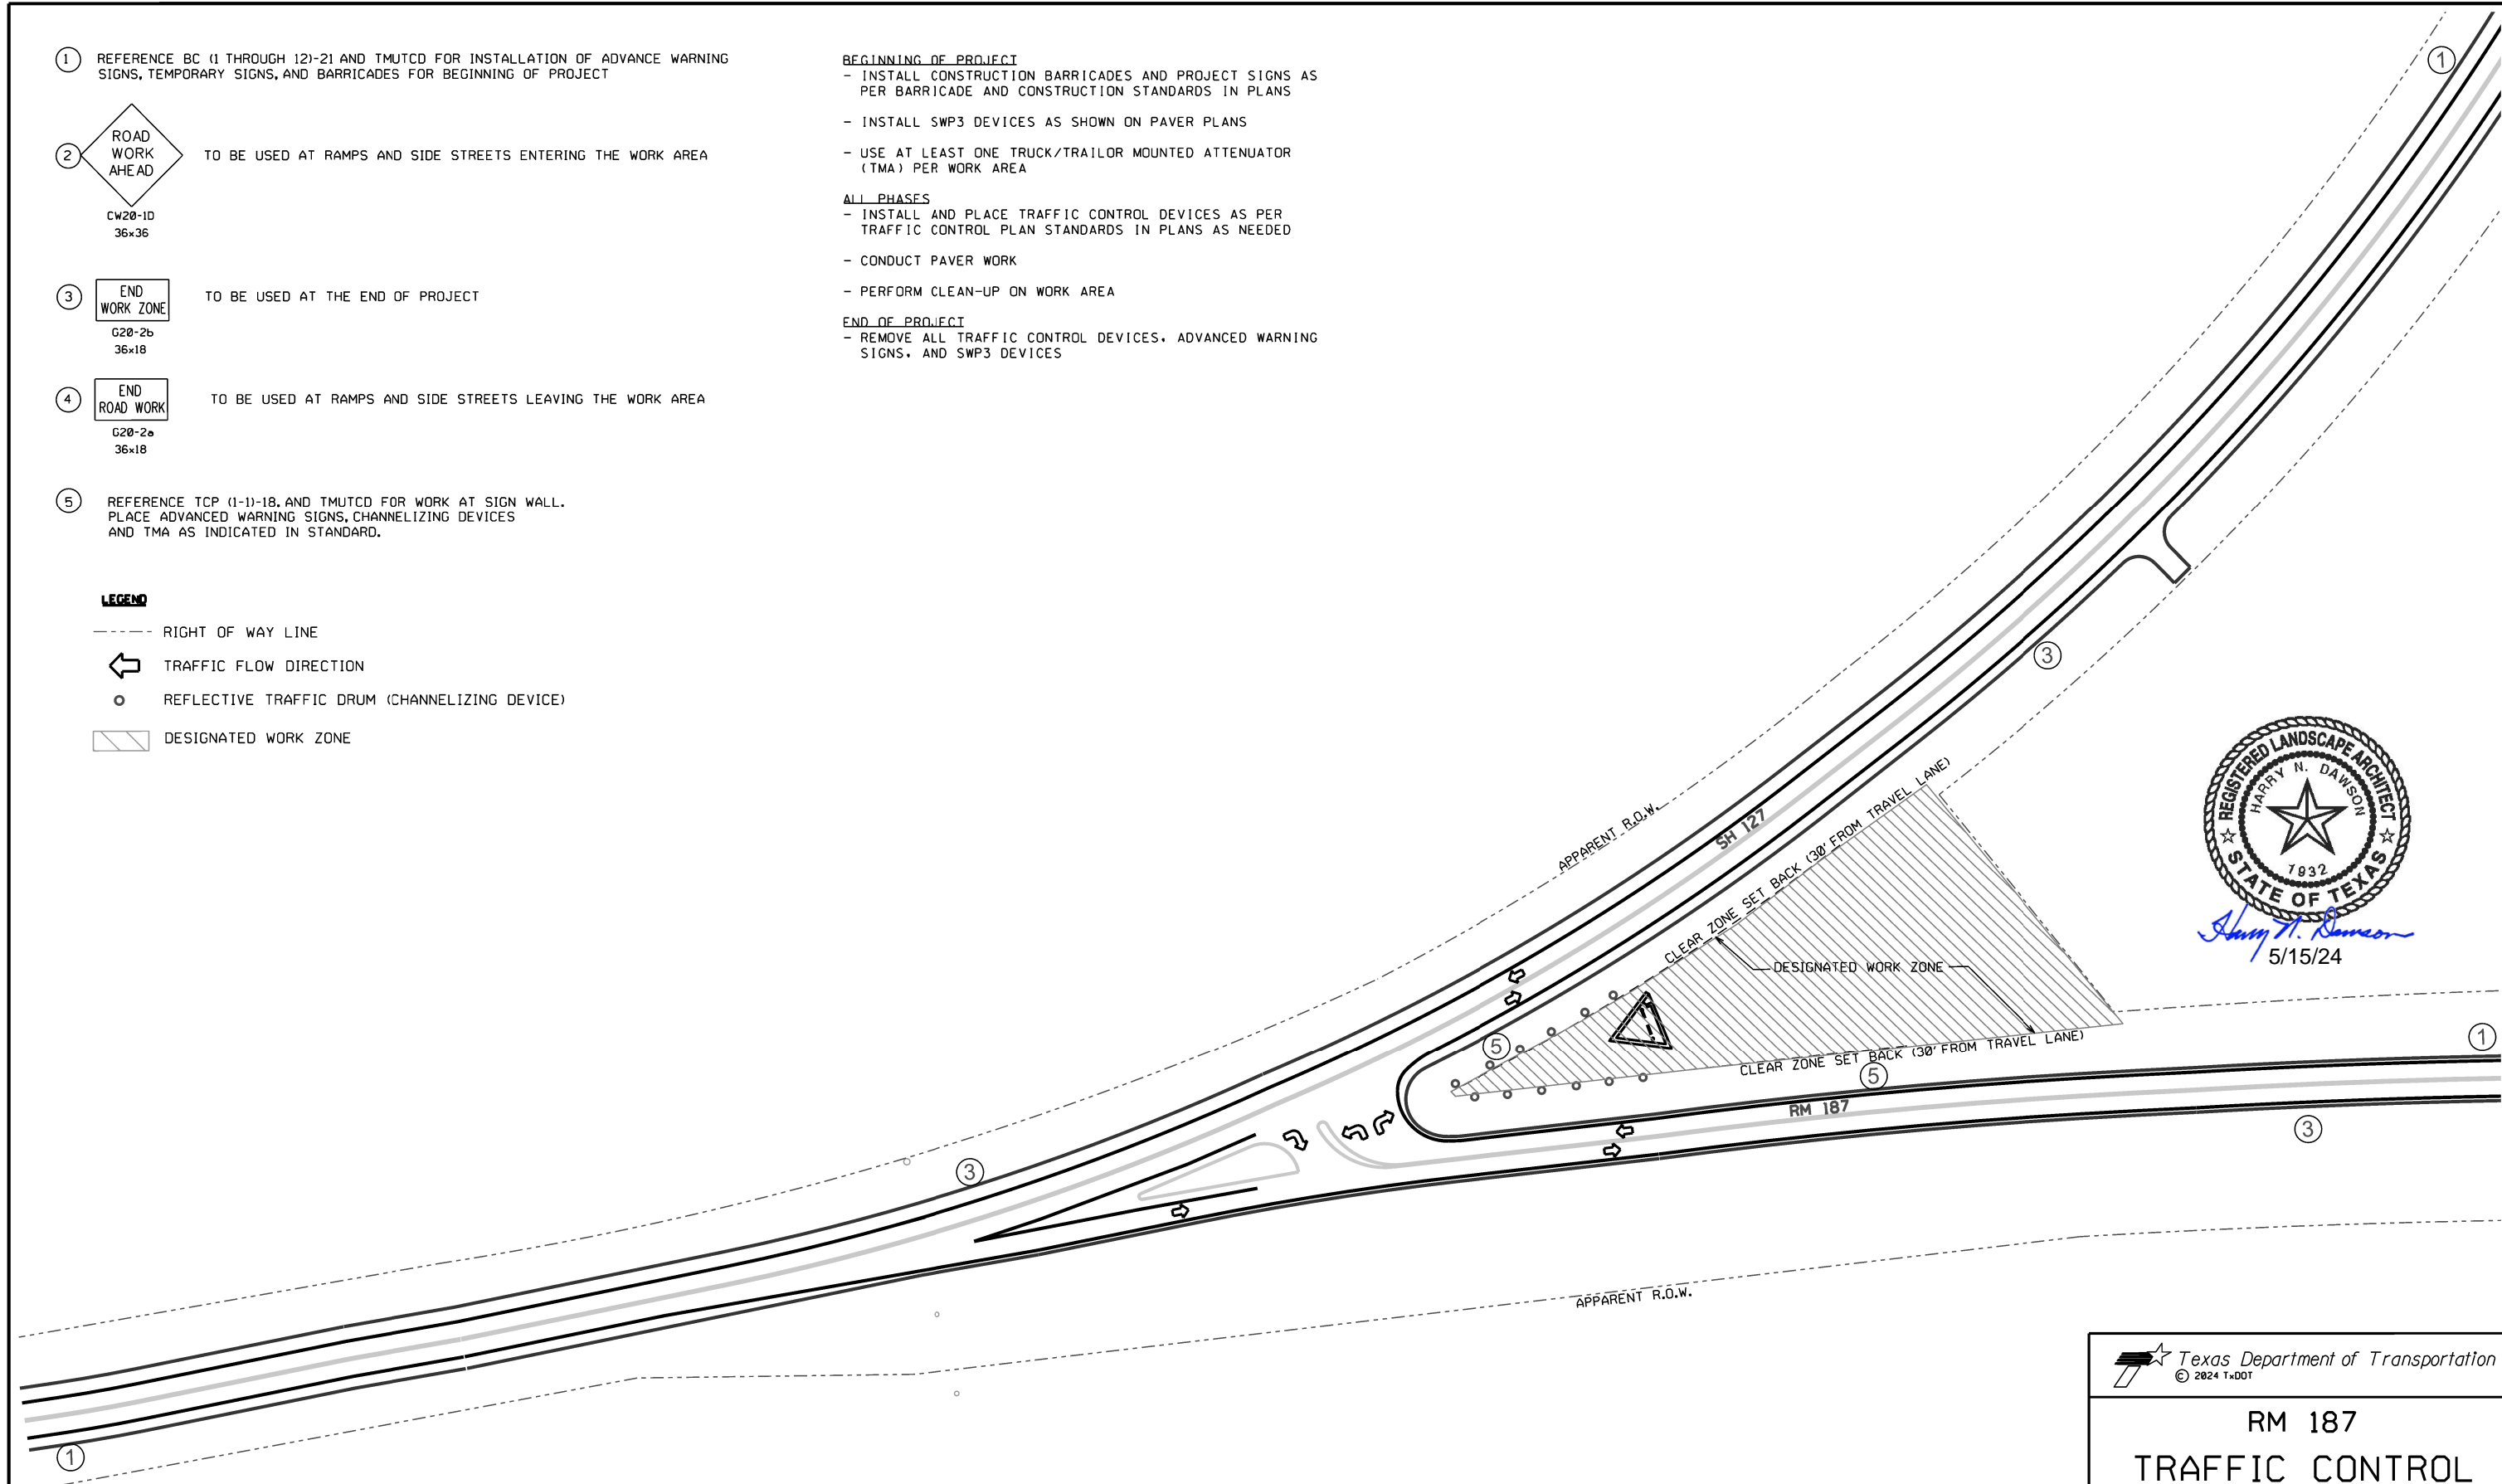 1 REFERENCE BC (1 THROUGH 12)-21 AND TMUTCD FOR INSTALLATION OF ADVANCE WARNING
SIGNS, TEMPORARY SIGNS, AND BARRICADES FOR BEGINNING OF PROJECT
2
ROAD
WORK
AHEAD
TO BE USED AT RAMPS AND SIDE STREETS ENTERING THE WORK AREA
CW20-1D
36x36
3
END
WORK ZONE
TO BE USED AT THE END OF PROJECT
G20-2b
36x18
4
END
ROAD WORK
TO BE USED AT RAMPS AND SIDE STREETS LEAVING THE WORK AREA
G20-2a
36x18
5 REFERENCE TCP (1-1)-18. AND TMUTCD FOR WORK AT SIGN WALL.
PLACE ADVANCED WARNING SIGNS, CHANNELIZING DEVICES
AND TMA AS INDICATED IN STANDARD.
LEGEND
RIGHT OF WAY LINE
TRAFFIC FLOW DIRECTION
REFLECTIVE TRAFFIC DRUM (CHANNELIZING DEVICE)
DESIGNATED WORK ZONE
BEGINNING OF PROJECT
- INSTALL CONSTRUCTION BARRICADES AND PROJECT SIGNS AS
PER BARRICADE AND CONSTRUCTION STANDARDS IN PLANS
- INSTALL SWP3 DEVICES AS SHOWN ON PAVER PLANS
- USE AT LEAST ONE TRUCK/TRAILOR MOUNTED ATTENUATOR
(TMA) PER WORK AREA
ALL PHASES
- INSTALL AND PLACE TRAFFIC CONTROL DEVICES AS PER
TRAFFIC CONTROL PLAN STANDARDS IN PLANS AS NEEDED
- CONDUCT PAVER WORK
- PERFORM CLEAN-UP ON WORK AREA
END OF PROJECT
- REMOVE ALL TRAFFIC CONTROL DEVICES, ADVANCED WARNING
SIGNS, AND SWP3 DEVICES
1
3
APPARENT R.O.W.
SH 127
CLEAR ZONE SET BACK (30' FROM TRAVEL LANE)
DESIGNATED WORK ZONE
5
CLEAR ZONE SET BACK (30' FROM TRAVEL LANE)
5
1
RM 187
3
3
APPARENT R.O.W.
1
REGISTERED LANDSCAPE ARCHITECT
HARRY N. DAWSON
1932
STATE OF TEXAS
Harry N. Dawson
5/15/24
Texas Department of Transportation
© 2024 TxDOT
RM 187
TRAFFIC CONTROL